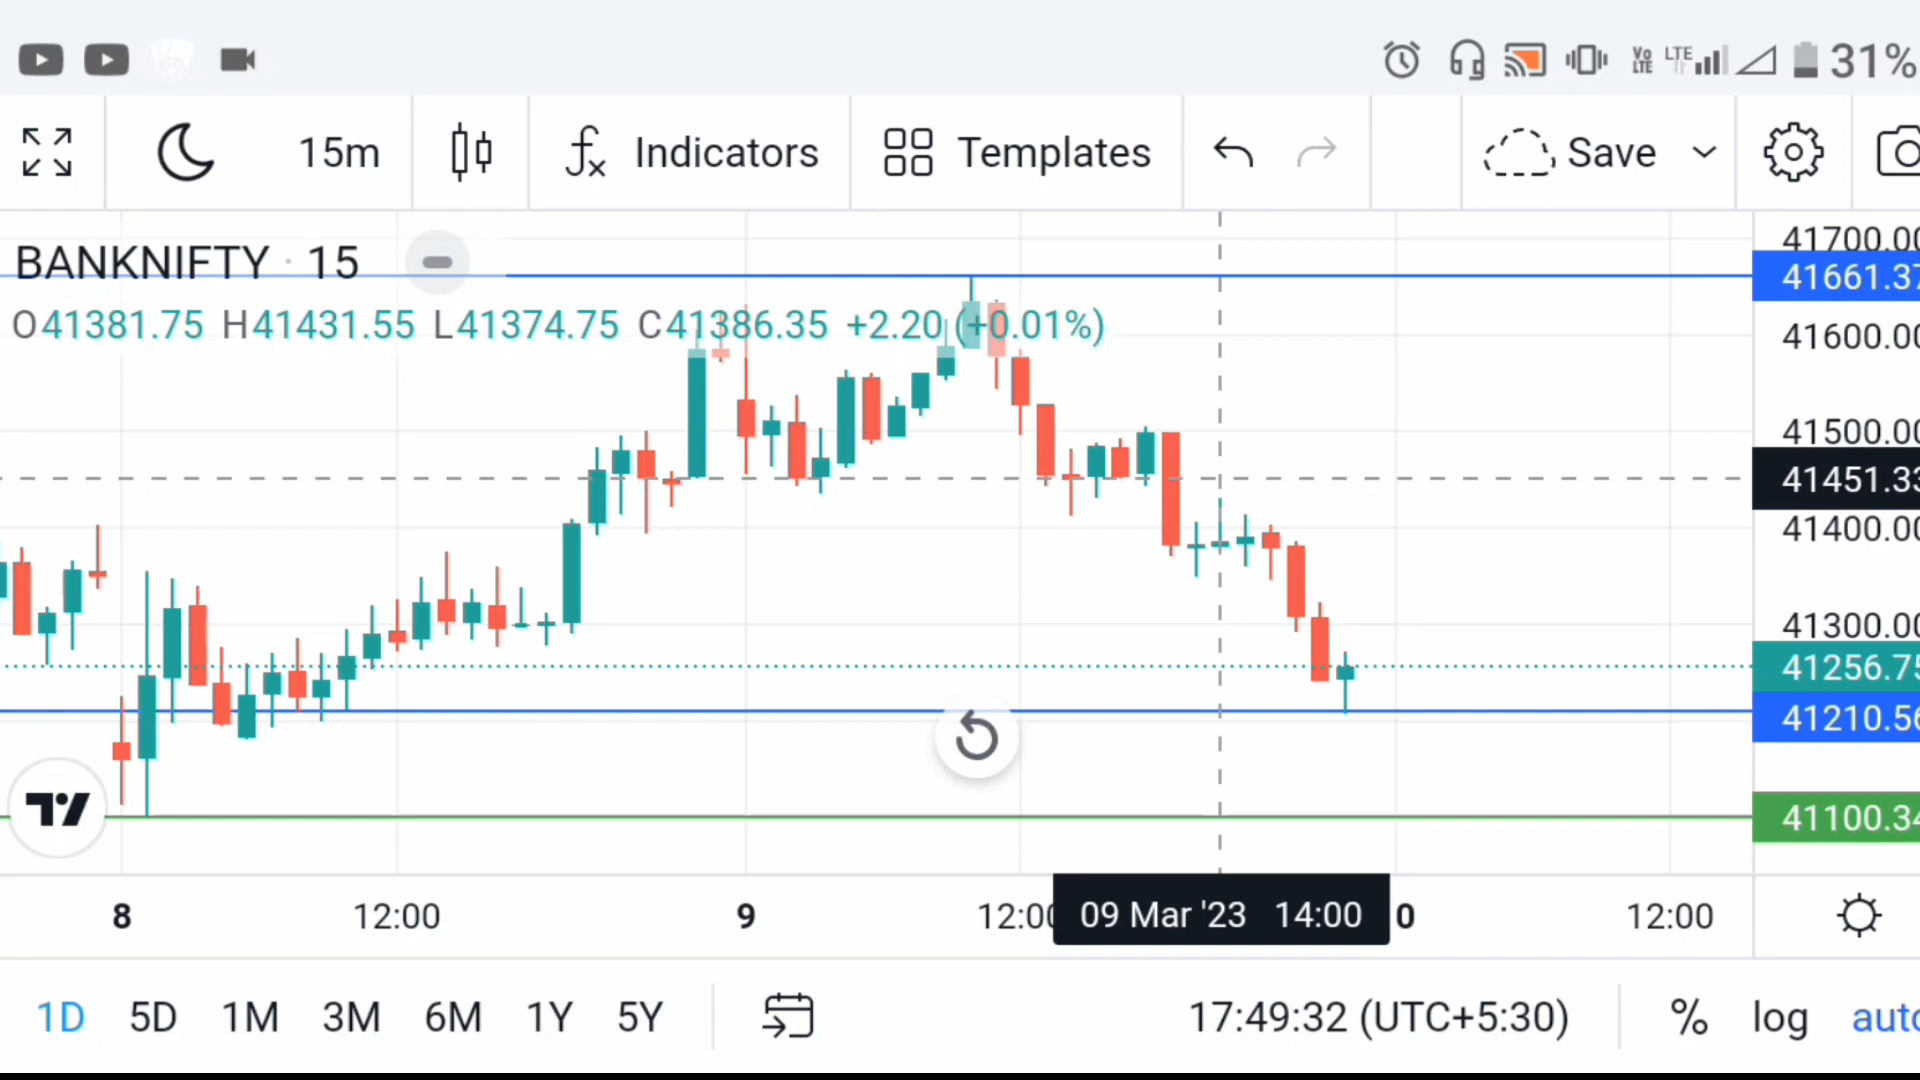 Vo LTE LTE 31%
15m Indicators Templates Save
BANKNIFTY · 15
O41381.75 H41431.55 L41374.75 C41386.35 +2.20 (+0.01%)
41700.00
41661.37
41600.00
41500.00
41451.33
41400.00
41300.00
41256.75
41210.56
41100.34
8 12:00 9 12:00 09 Mar '23 14:00 0 12:00
1D 5D 1M 3M 6M 1Y 5Y 17:49:32 (UTC+5:30) % log auto